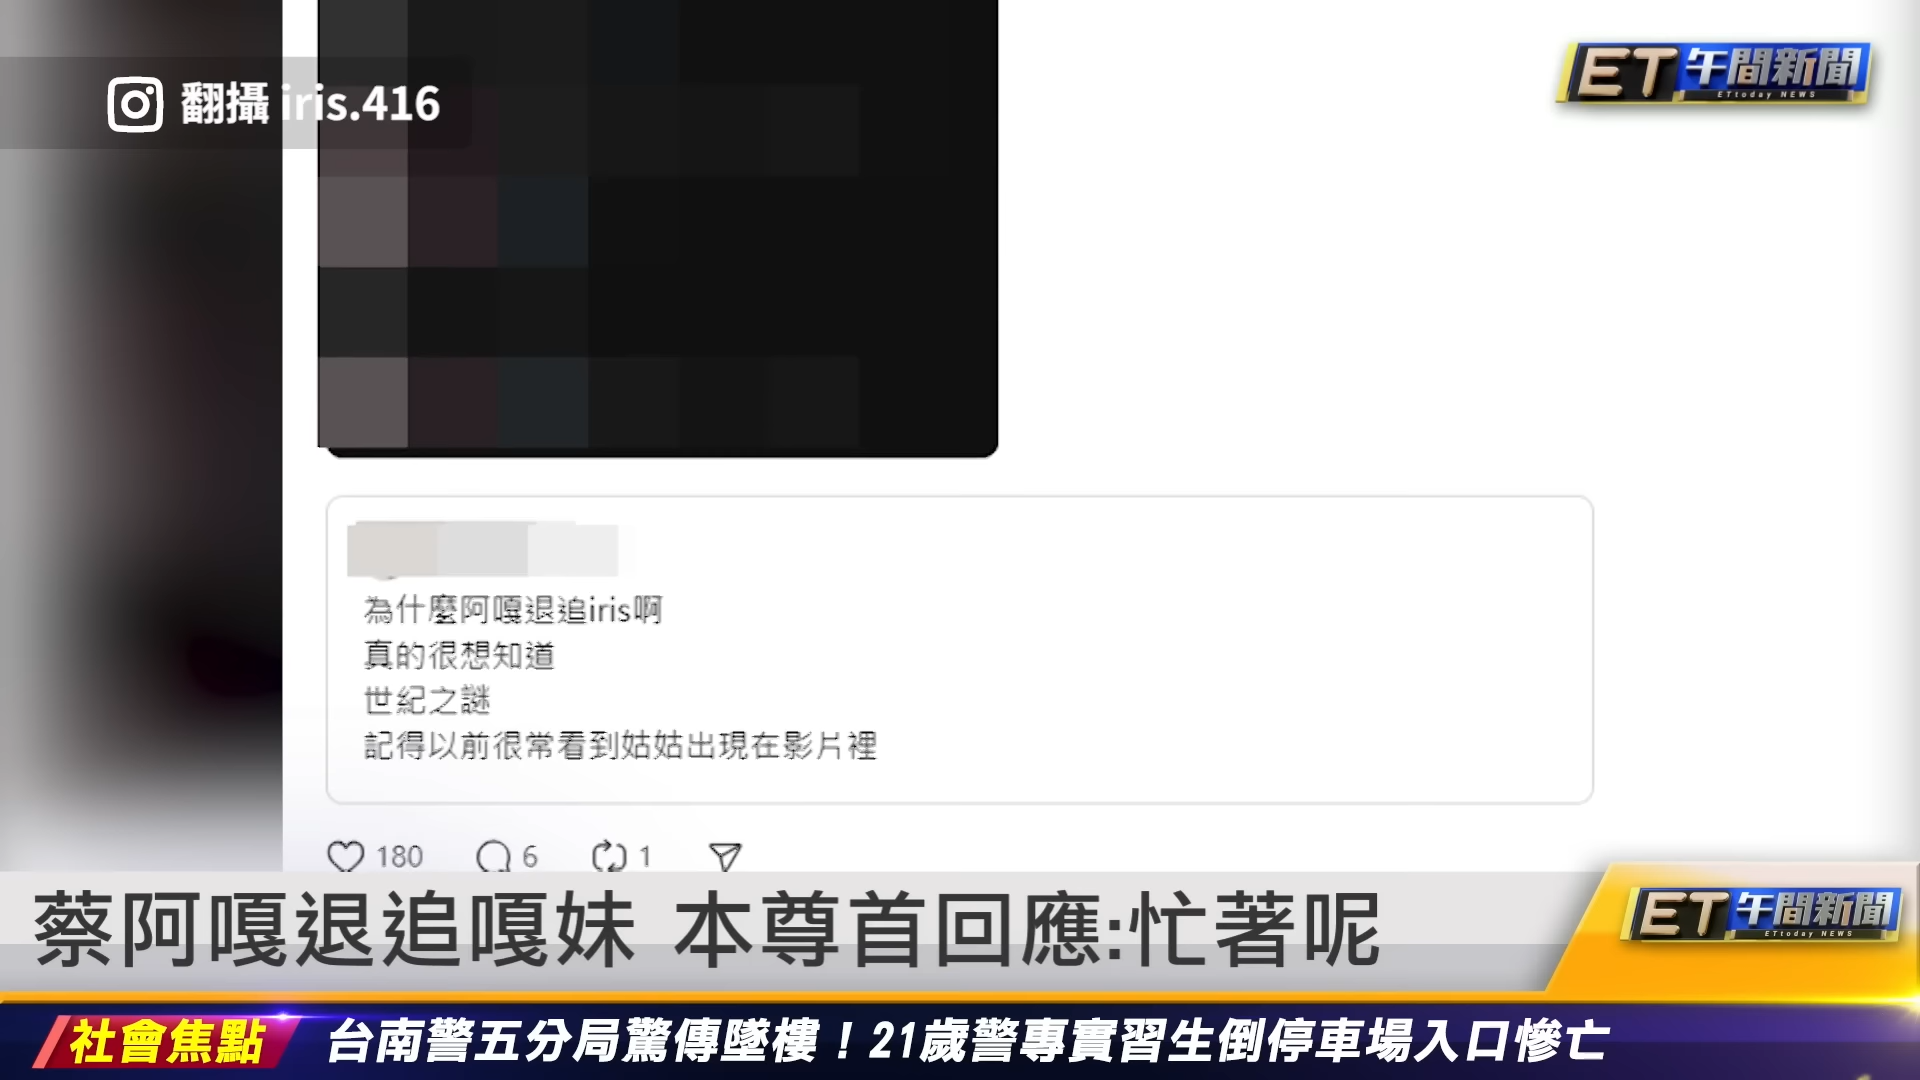 翻攝 iris.416
ET午間新聞
ETtoday NEWS
為什麼阿嘎退追iris啊
真的很想知道
世紀之謎
記得以前很常看到姑姑出現在影片裡
180 6 1
蔡阿嘎退追嘎妹 本尊首回應:忙著呢
ET午間新聞
ETtoday NEWS
社會焦點 台南警五分局驚傳墜樓!21歲警專實習生倒停車場入口慘亡